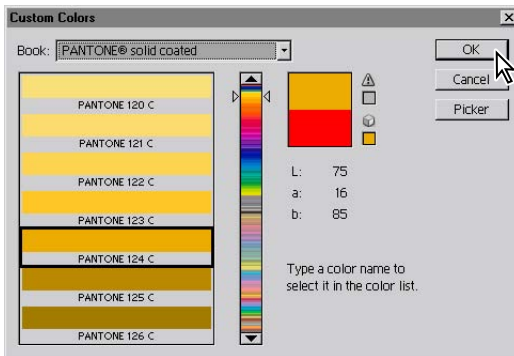 Custom Colors
Book: PANTONE® solid coated
OK
Cancel
Picker
PANTONE 120 C
PANTONE 121 C
PANTONE 122 C
PANTONE 123 C
PANTONE 124 C
PANTONE 125 C
PANTONE 126 C
L: 75
a: 16
b: 85
Type a color name to
select it in the color list.